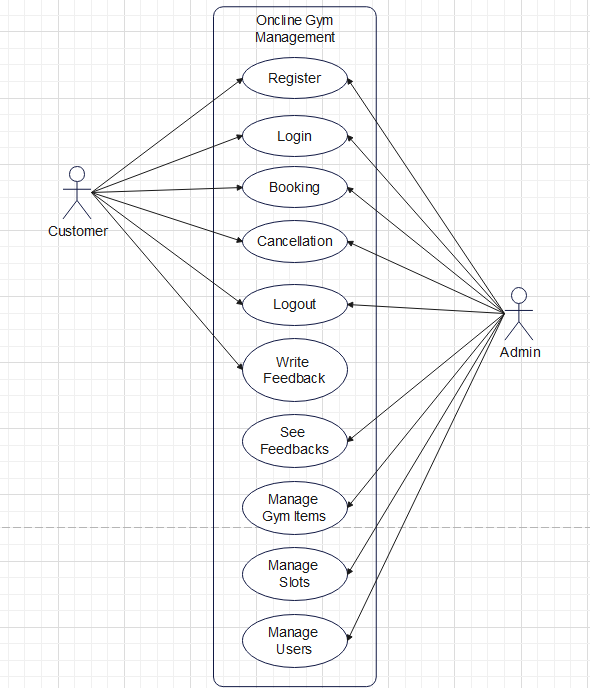 Oncline Gym
Management
Register
Login
Booking
Customer
Cancellation
Logout
Admin
Write
Feedback
See
Feedbacks
Manage
Gym Items
Manage
Slots
Manage
Users